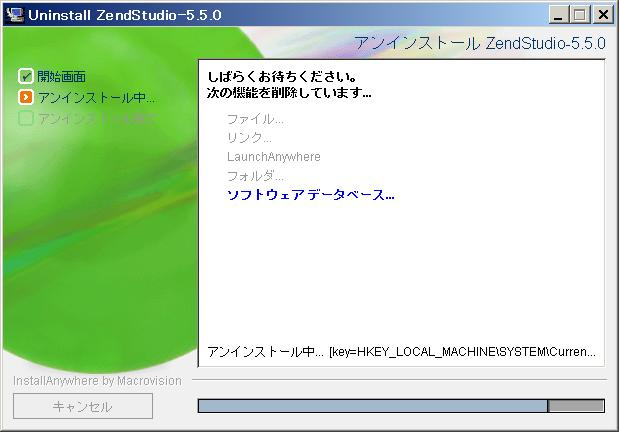 Uninstall ZendStudio-5.5.0
アンインストール ZendStudio-5.5.0
開始画面
アンインストール中...
アンインストール完了
しばらくお待ちください。
次の機能を削除しています...
ファイル...
リンク...
LaunchAnywhere
フォルダ...
ソフトウェア データベース...
アンインストール中... [key=HKEY_LOCAL_MACHINE\SYSTEM\Curren...
InstallAnywhere by Macrovision
キャンセル